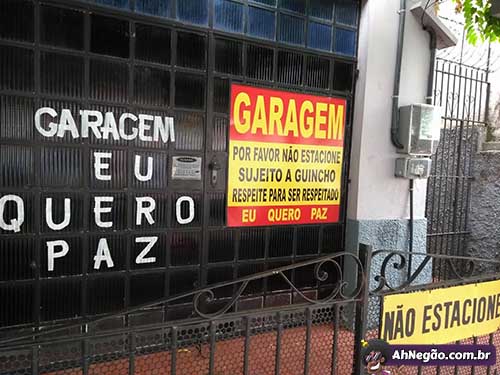 GARAGEM
EU
QUERO
PAZ
GARAGEM
POR FAVOR NÃO ESTACIONE
SUJEITO A GUINCHO
RESPEITE PARA SER RESPEITADO
EU QUERO PAZ
NÃO ESTACIONE
AhNegão.com.br